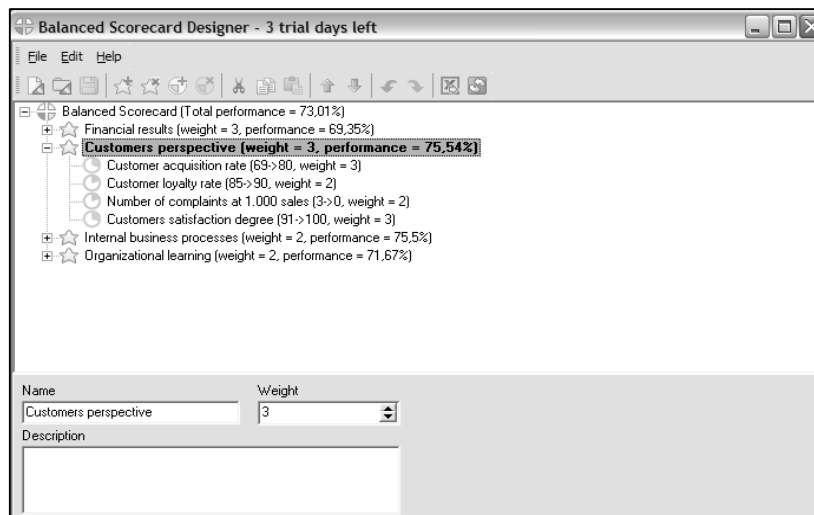 Balanced Scorecard Designer - 3 trial days left
File Edit Help
Balanced Scorecard (Total performance = 73,01%)
Financial results (weight = 3, performance = 69,35%)
Customers perspective (weight = 3, performance = 75,54%)
Customer acquisition rate (69->80, weight = 3)
Customer loyalty rate (85->90, weight = 2)
Number of complaints at 1.000 sales (3->0, weight = 2)
Customers satisfaction degree (91->100, weight = 3)
Internal business processes (weight = 2, performance = 75,5%)
Organizational learning (weight = 2, performance = 71,67%)
Name Weight
Customers perspective 3
Description